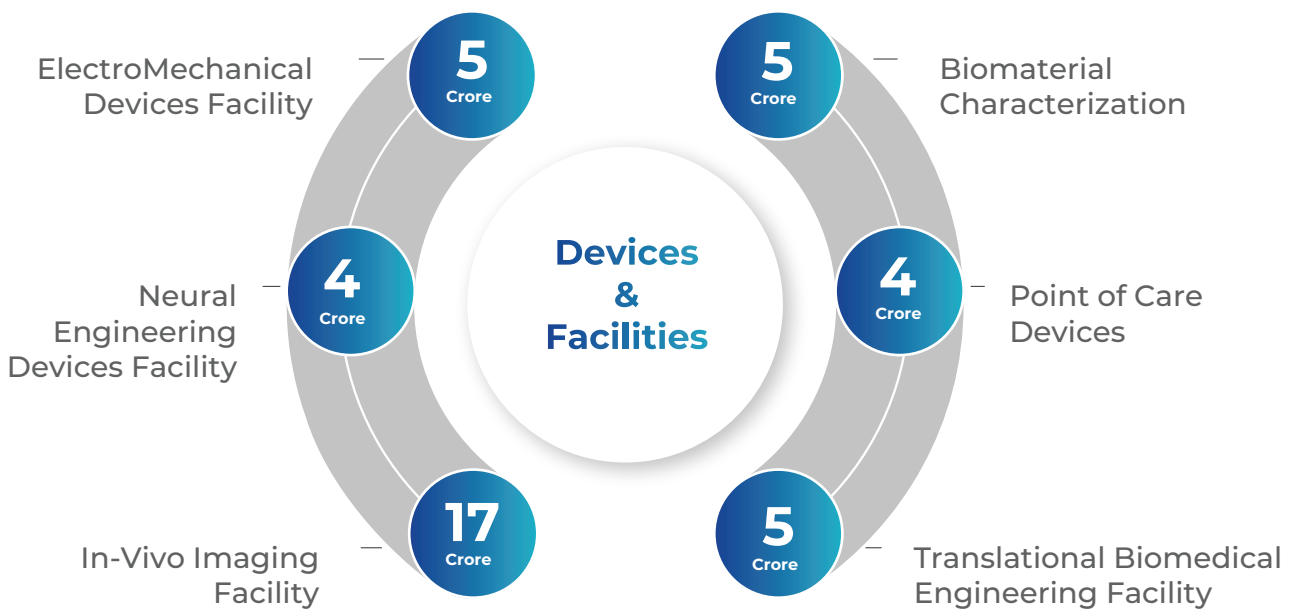 5
Crore
ElectroMechanical
Devices Facility
4
Crore
Neural
Engineering
Devices Facility
17
Crore
In-Vivo Imaging
Facility
Devices
&
Facilities
5
Crore
Biomaterial
Characterization
4
Crore
Point of Care
Devices
5
Crore
Translational Biomedical
Engineering Facility